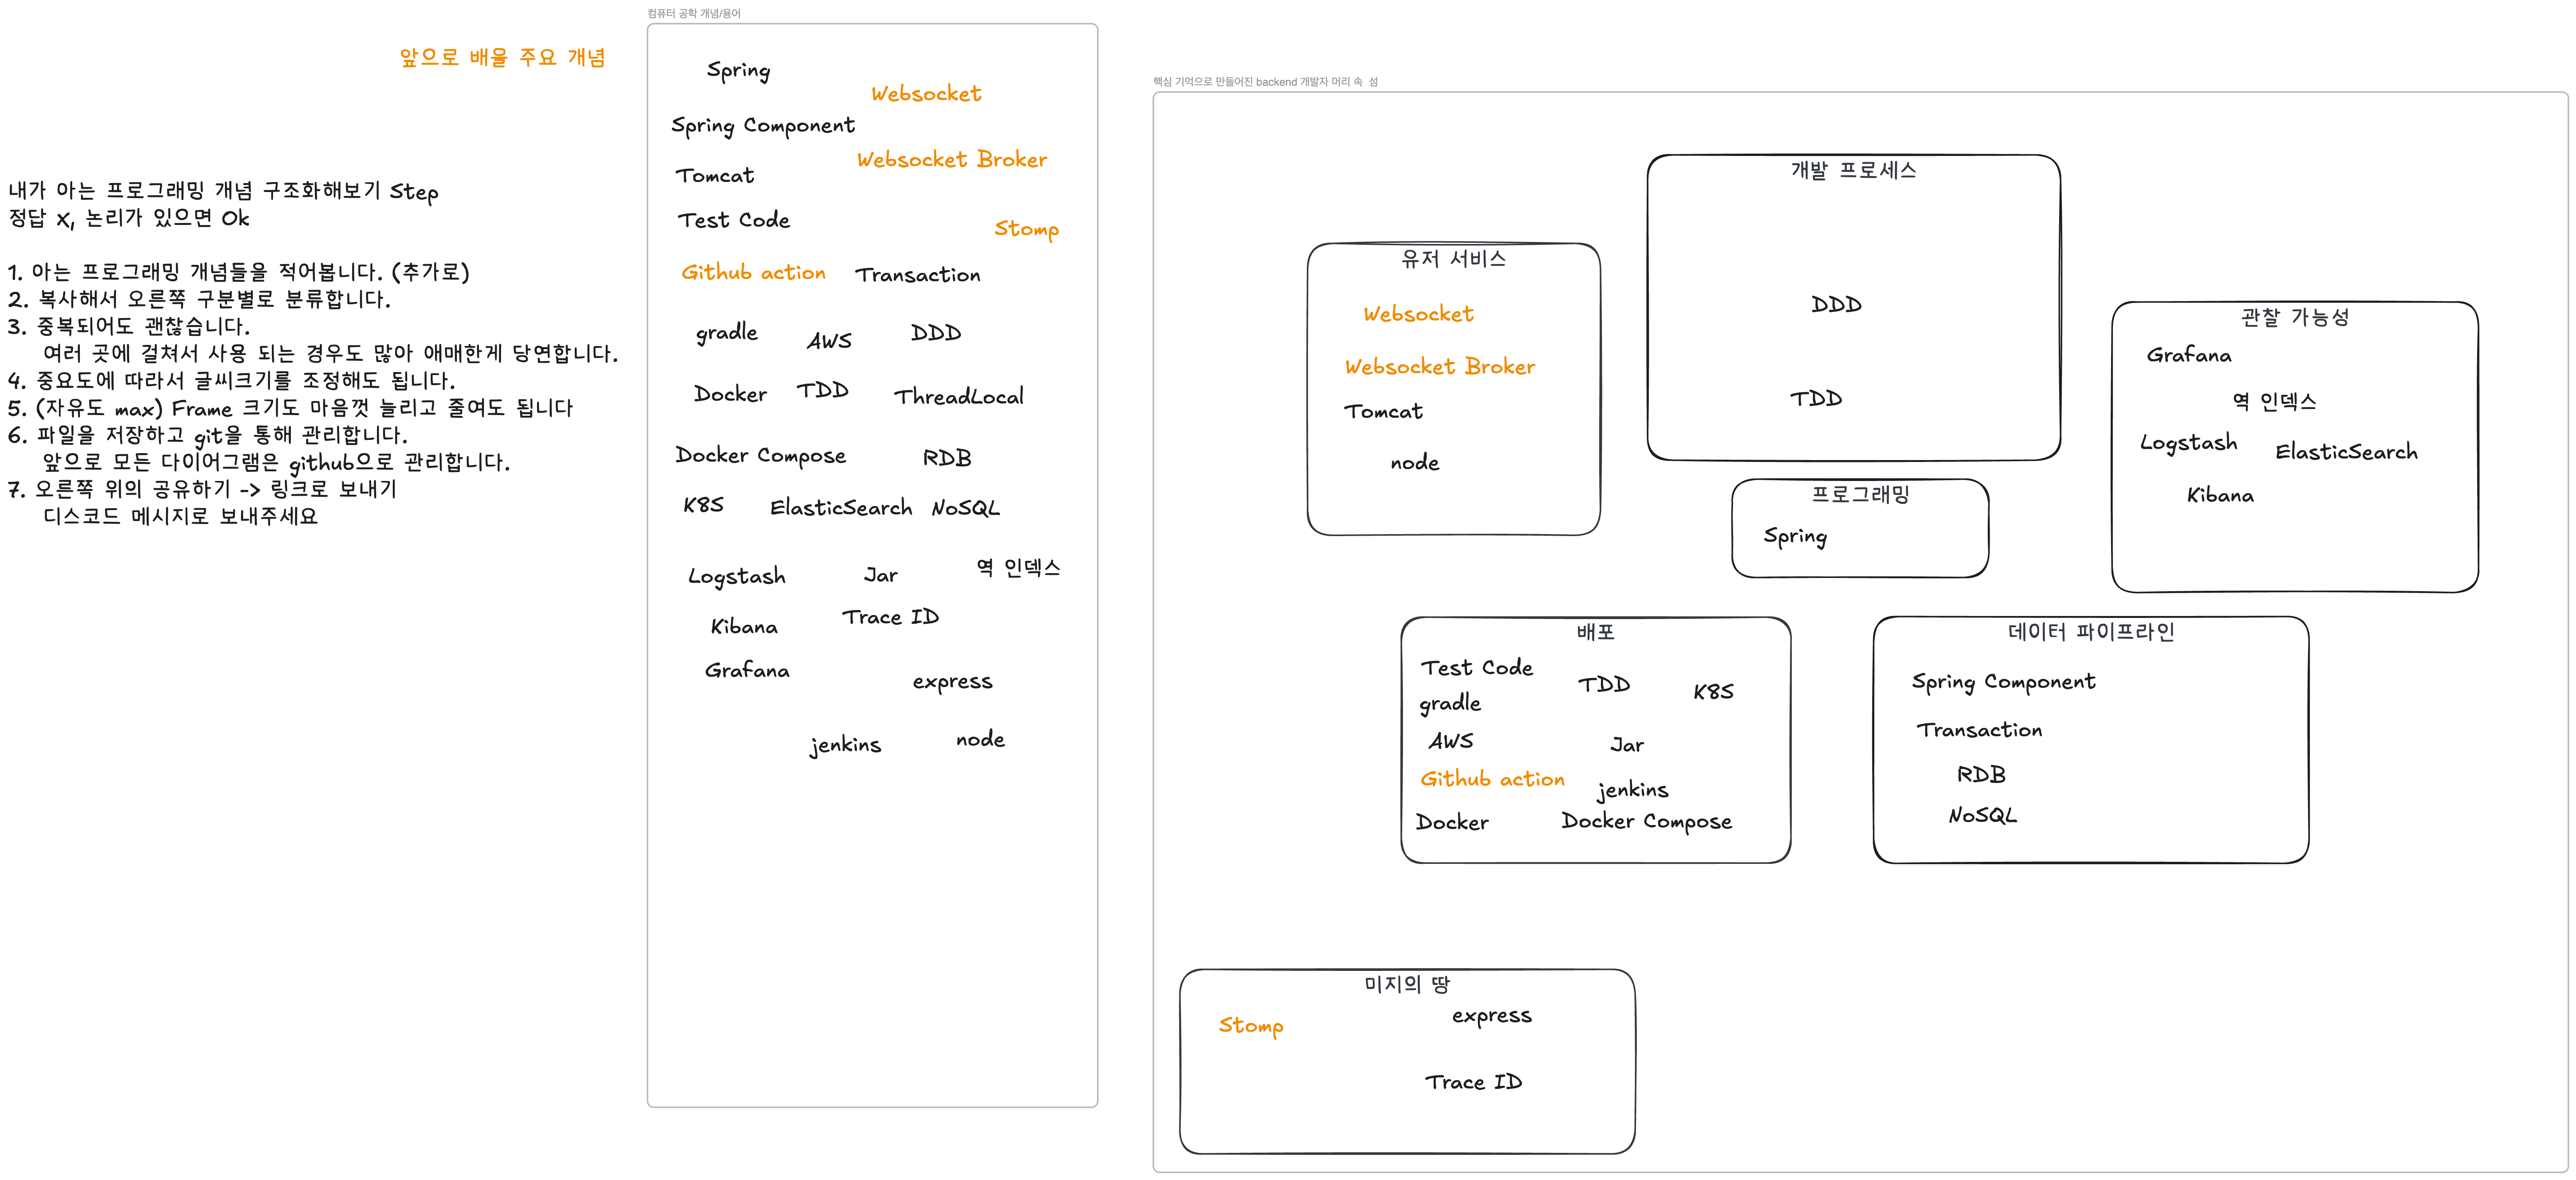 앞으로 배울 주요 개념
내가 아는 프로그래밍 개념 구조화해보기 Step
정답 X, 논리가 있으면 Ok
1. 아는 프로그래밍 개념들을 적어봅니다. (추가로)
2. 복사해서 오른쪽 구분별로 분류합니다.
3. 중복되어도 괜찮습니다.
여러 곳에 걸쳐서 사용 되는 경우도 많아 애매한게 당연합니다.
4. 중요도에 따라서 글씨크기를 조정해도 됩니다.
5. (자유도 max) Frame 크기도 마음껏 늘리고 줄여도 됩니다
6. 파일을 저장하고 git을 통해 관리합니다.
앞으로 모든 다이어그램은 github으로 관리합니다.
7. 오른쪽 위의 공유하기 -> 링크로 보내기
디스코드 메시지로 보내주세요
컴퓨터 공학 개념/용어
Spring
Websocket
Spring Component
Websocket Broker
Tomcat
Test Code
Stomp
Github action
Transaction
gradle
AWS
DDD
Docker
TDD
ThreadLocal
Docker Compose
RDB
K8S
ElasticSearch
NoSQL
Logstash
Jar
역 인덱스
Kibana
Trace ID
Grafana
express
jenkins
node
핵심 기억으로 만들어진 backend 개발자 머리 속 섬
개발 프로세스
DDD
TDD
유저 서비스
Websocket
Websocket Broker
Tomcat
node
관찰 가능성
Grafana
역 인덱스
Logstash
ElasticSearch
Kibana
프로그래밍
Spring
배포
Test Code
TDD
K8S
gradle
AWS
Jar
Github action
jenkins
Docker
Docker Compose
데이터 파이프라인
Spring Component
Transaction
RDB
NoSQL
미지의 땅
Stomp
express
Trace ID